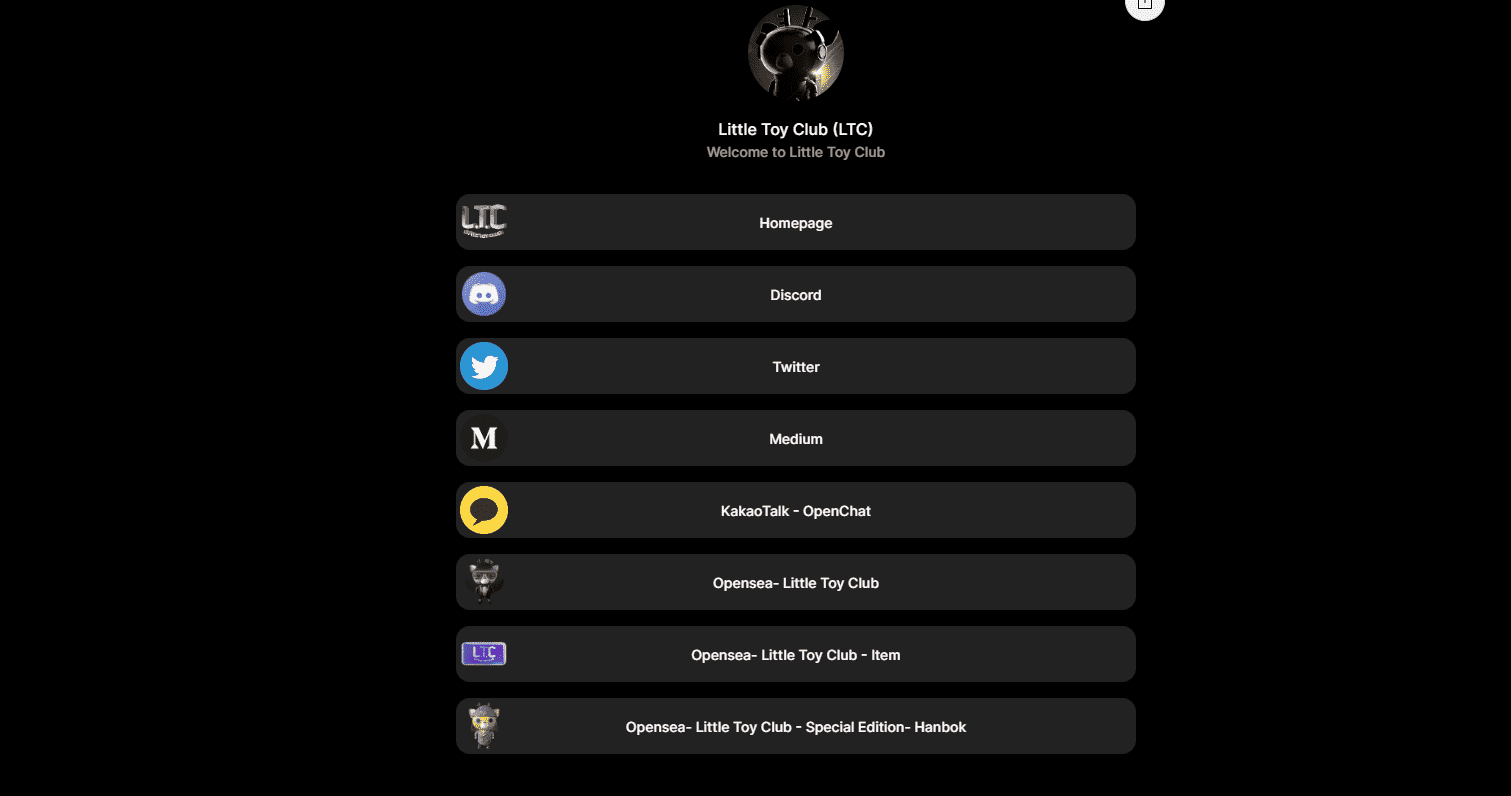 Little Toy Club (LTC)
Welcome to Little Toy Club
LTC
Homepage
Discord
Twitter
M
Medium
KakaoTalk - OpenChat
Opensea- Little Toy Club
LTC
Opensea- Little Toy Club - Item
Opensea- Little Toy Club - Special Edition- Hanbok